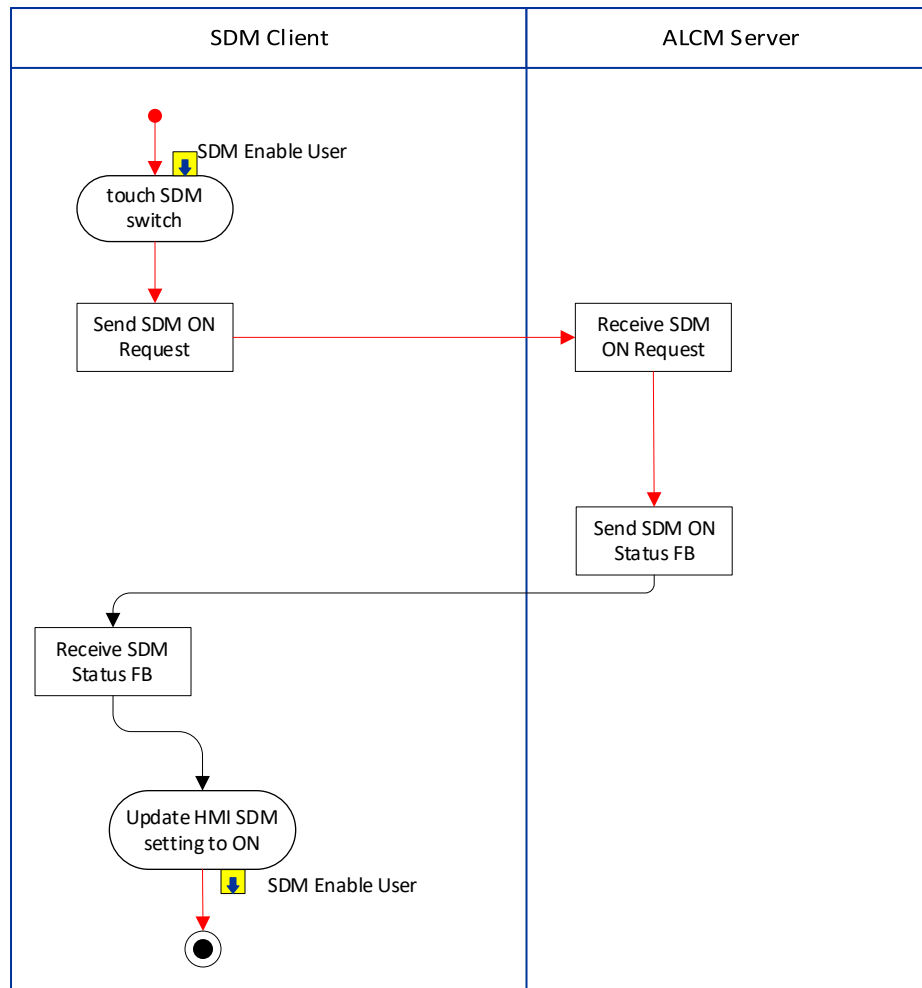 SDM Client
ALCM Server
SDM Enable User
touch SDM
switch
Send SDM ON
Request
Receive SDM
ON Request
Send SDM ON
Status FB
Receive SDM
Status FB
Update HMI SDM
setting to ON
SDM Enable User